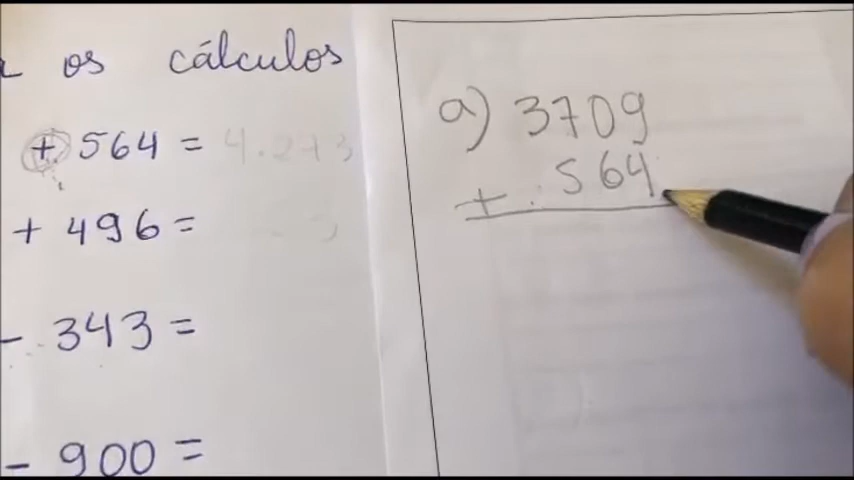 os cálculos
+ 564 = 4.273
+ 496 =
- 343 =
- 900 =
a) 3709
+ 564